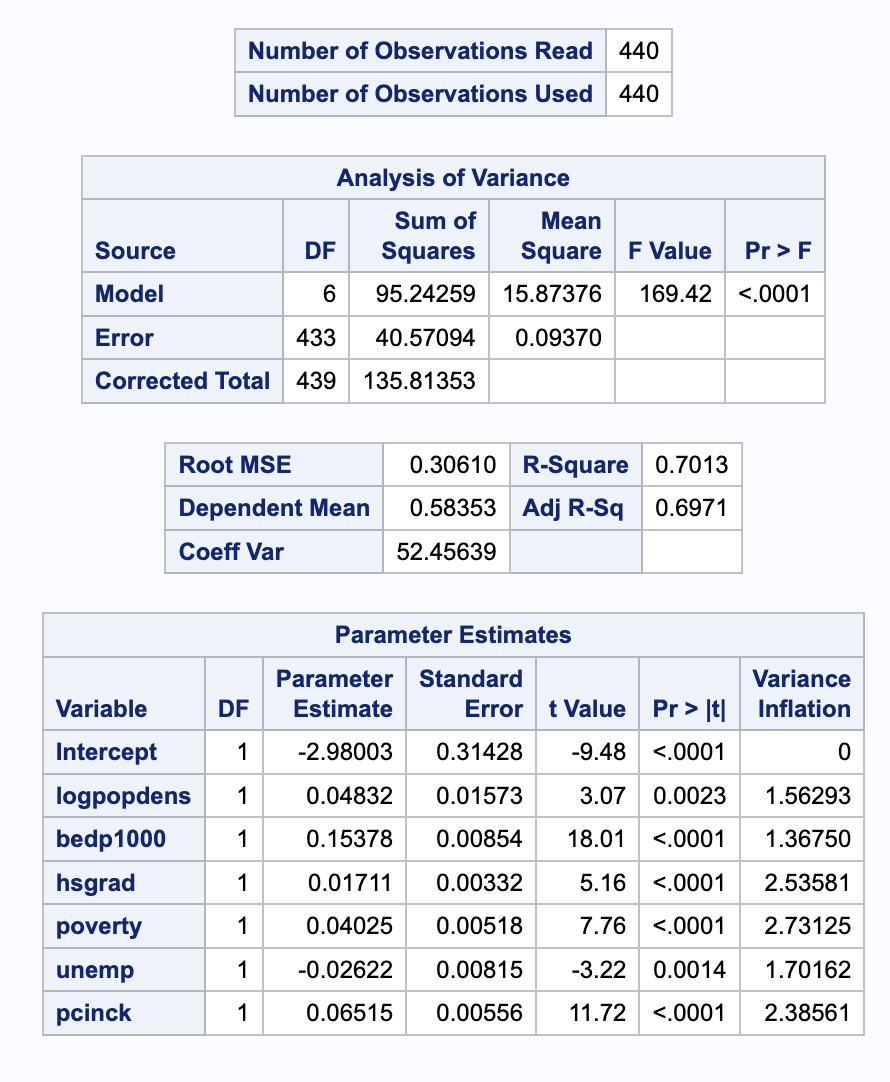 Number of Observations Read 440
Number of Observations Used 440
Analysis of Variance
Source DF Sum of Squares Mean Square F Value Pr > F
Model 6 95.24259 15.87376 169.42 <.0001
Error 433 40.57094 0.09370
Corrected Total 439 135.81353
Root MSE 0.30610 R-Square 0.7013
Dependent Mean 0.58353 Adj R-Sq 0.6971
Coeff Var 52.45639
Parameter Estimates
Variable DF Parameter Estimate Standard Error t Value Pr > |t| Variance Inflation
Intercept 1 -2.98003 0.31428 -9.48 <.0001 0
logpopdens 1 0.04832 0.01573 3.07 0.0023 1.56293
bedp1000 1 0.15378 0.00854 18.01 <.0001 1.36750
hsgrad 1 0.01711 0.00332 5.16 <.0001 2.53581
poverty 1 0.04025 0.00518 7.76 <.0001 2.73125
unemp 1 -0.02622 0.00815 -3.22 0.0014 1.70162
pcinck 1 0.06515 0.00556 11.72 <.0001 2.38561